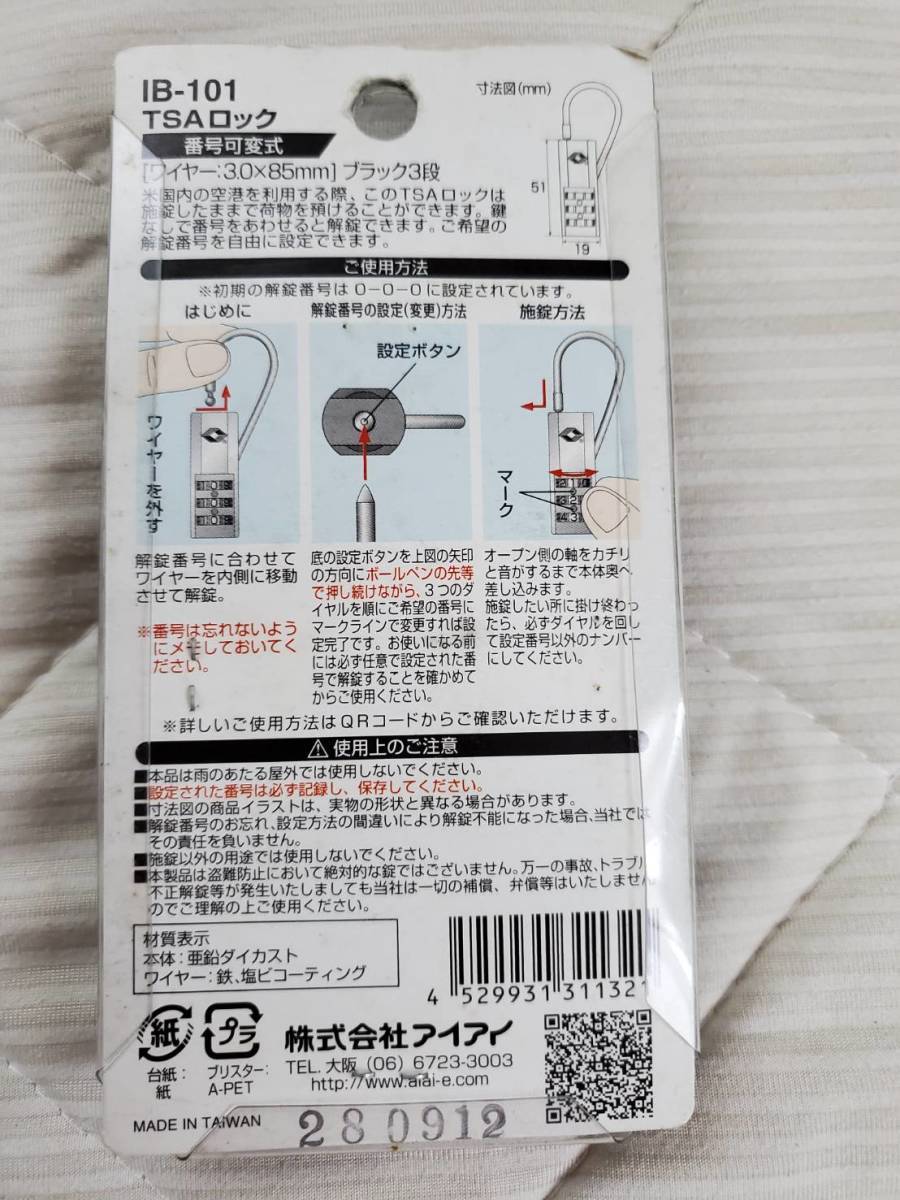 IB-101
TSAロック
番号可変式
[ワイヤー:3.0×85mm] ブラック3段
米国内の空港を利用する際、このTSAロックは
施錠したままで荷物を預けることができます。鍵
なしで番号をあわせると解錠できます。ご希望の
解錠番号を自由に設定できます。
寸法図(mm)
51
19
ご使用方法
※初期の解錠番号は0-0-0に設定されています。
はじめに
ワイヤーを外す
解錠番号に合わせて
ワイヤーを内側に移動
させて解錠。
※番号は忘れないよう
にメモしておいてく
ださい。
解錠番号の設定(変更)方法
設定ボタン
底の設定ボタンを上図の矢印
の方向にボールペンの先等
で押し続けながら、3つのダ
イヤルを順にご希望の番号に
マークラインで変更すれば設
定完了です。お使いになる前
には必ず任意で設定された番
号で解錠することを確かめて
からご使用ください。
施錠方法
マーク
オープン側の軸をカチリ
と音がするまで本体奥へ
差し込みます。
施錠したい所に掛け終わっ
たら、必ずダイヤルを回し
て設定番号以外のナンバー
にしてください。
※詳しいご使用方法はQRコードからご確認いただけます。
⚠使用上のご注意
■本品は雨のあたる屋外では使用しないでください。
■設定された番号は必ず記録し、保存してください。
■寸法図の商品イラストは、実物の形状と異なる場合があります。
■解錠番号のお忘れ、設定方法の間違いにより解錠不能になった場合、当社では
その責任を負いません。
■施錠以外の用途では使用しないでください。
■本製品は盗難防止において絶対的な錠ではございません。万一の事故、トラブル
不正解錠等が発生いたしましても当社は一切の補償、弁償等はいたしません
のでご理解の上ご使用ください。
材質表示
本体:亜鉛ダイカスト
ワイヤー:鉄、塩ビコーティング
4 529931 311321
紙
台紙:
紙
プラ
ブリスター:
A-PET
株式会社アイアイ
TEL.大阪 (06) 6723-3003
http://www.aiai-e.com
MADE IN TAIWAN
280912